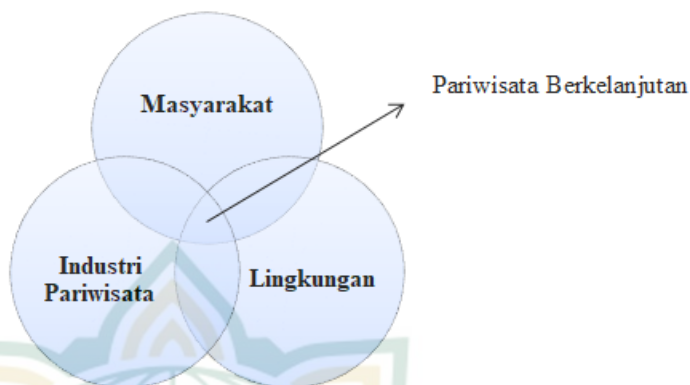 Masyarakat
Pariwisata Berkelanjutan
Industri
Pariwisata
Lingkungan